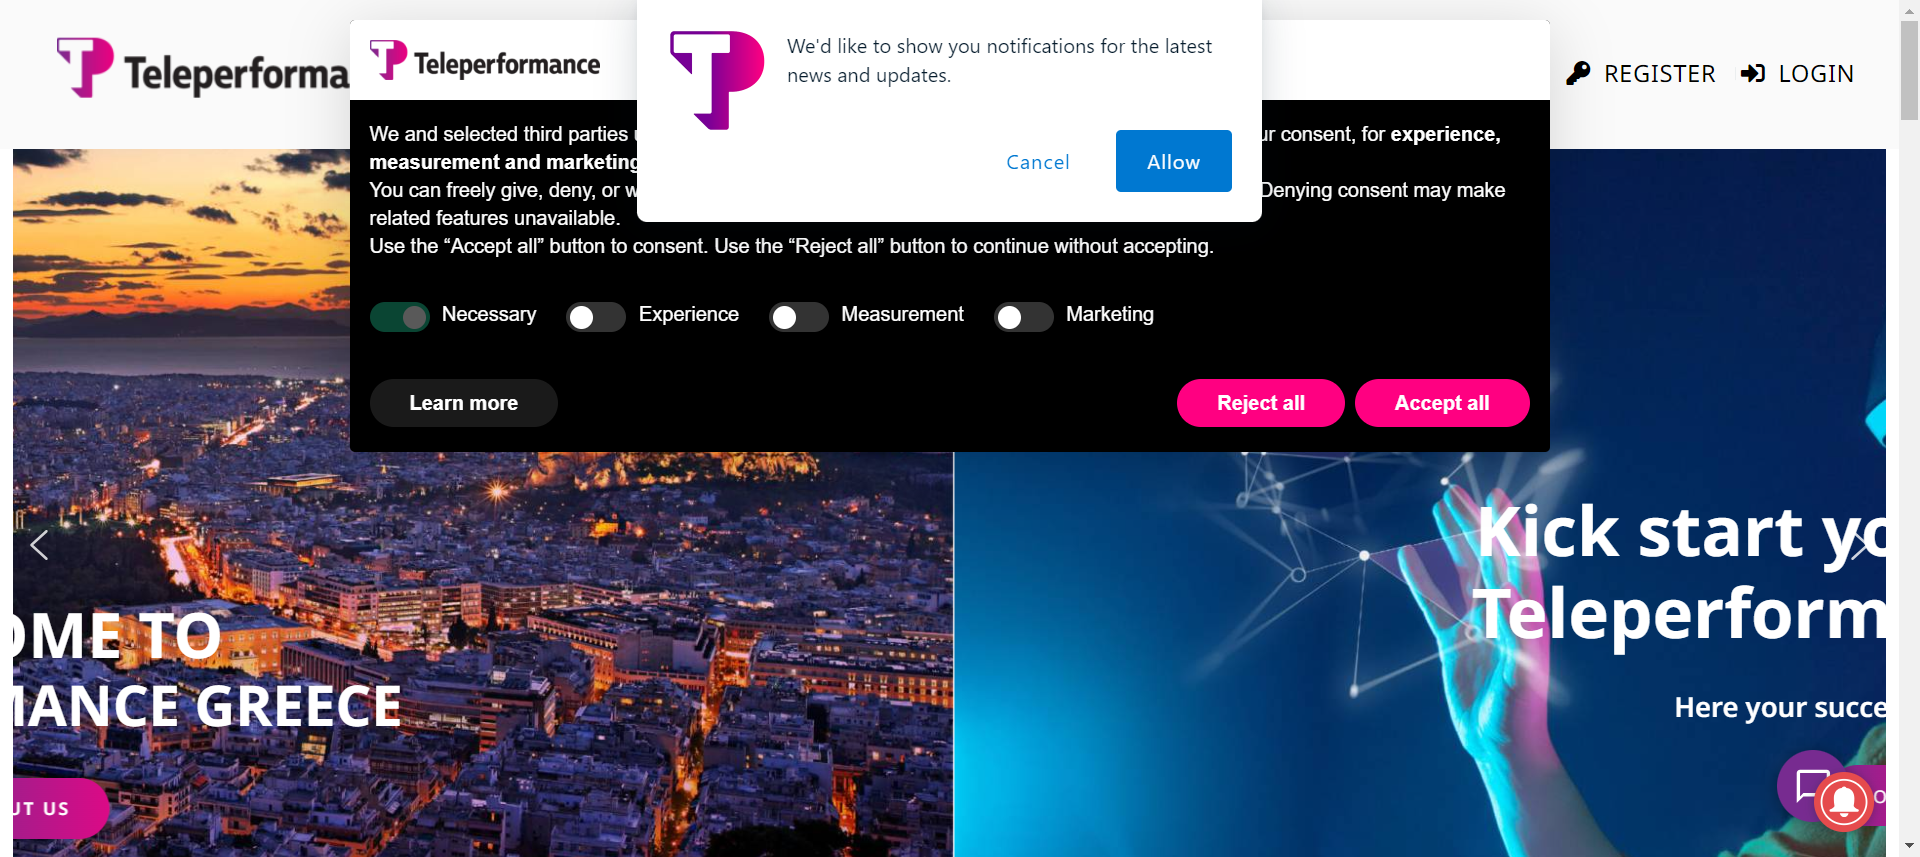 Teleperforma
REGISTER
LOGIN
Teleperformance
We'd like to show you notifications for the latest
news and updates.
Cancel
Allow
We and selected third parties
ur consent, for experience,
measurement and marketing
You can freely give, deny, or w
Denying consent may make
related features unavailable.
Use the “Accept all” button to consent. Use the “Reject all” button to continue without accepting.
Necessary
Experience
Measurement
Marketing
Learn more
Reject all
Accept all
OME TO
MANCE GREECE
UT US
Kick start yo
Teleperform
Here your succe